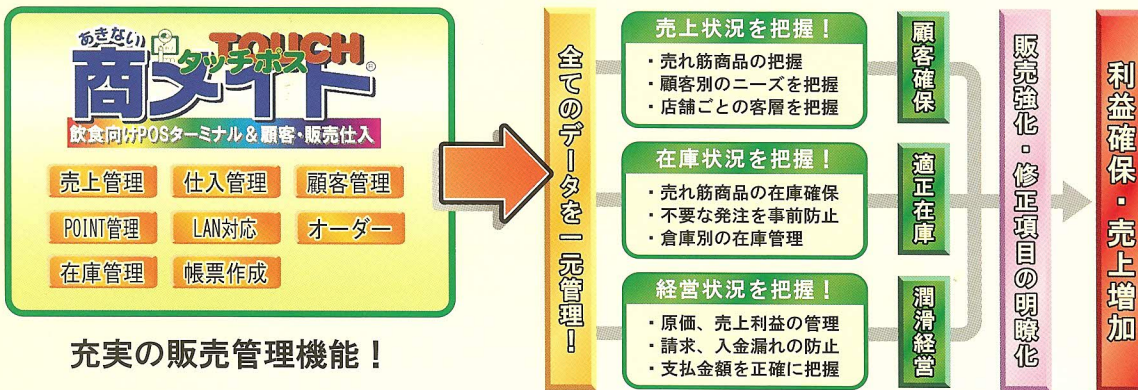 あきない
タッチポス
TOUCH
商メイト®
飲食向けPOSターミナル&顧客・販売仕入
売上管理
仕入管理
顧客管理
POINT管理
LAN対応
オーダー
在庫管理
帳票作成
充実の販売管理機能!
全てのデータを一元管理!
売上状況を把握!
・売れ筋商品の把握
・顧客別のニーズを把握
・店舗ごとの客層を把握
顧客確保
在庫状況を把握!
・売れ筋商品の在庫確保
・不要な発注を事前防止
・倉庫別の在庫管理
適正在庫
経営状況を把握!
・原価、売上利益の管理
・請求、入金漏れの防止
・支払金額を正確に把握
潤滑経営
販売強化・修正項目の明瞭化
利益確保・売上増加